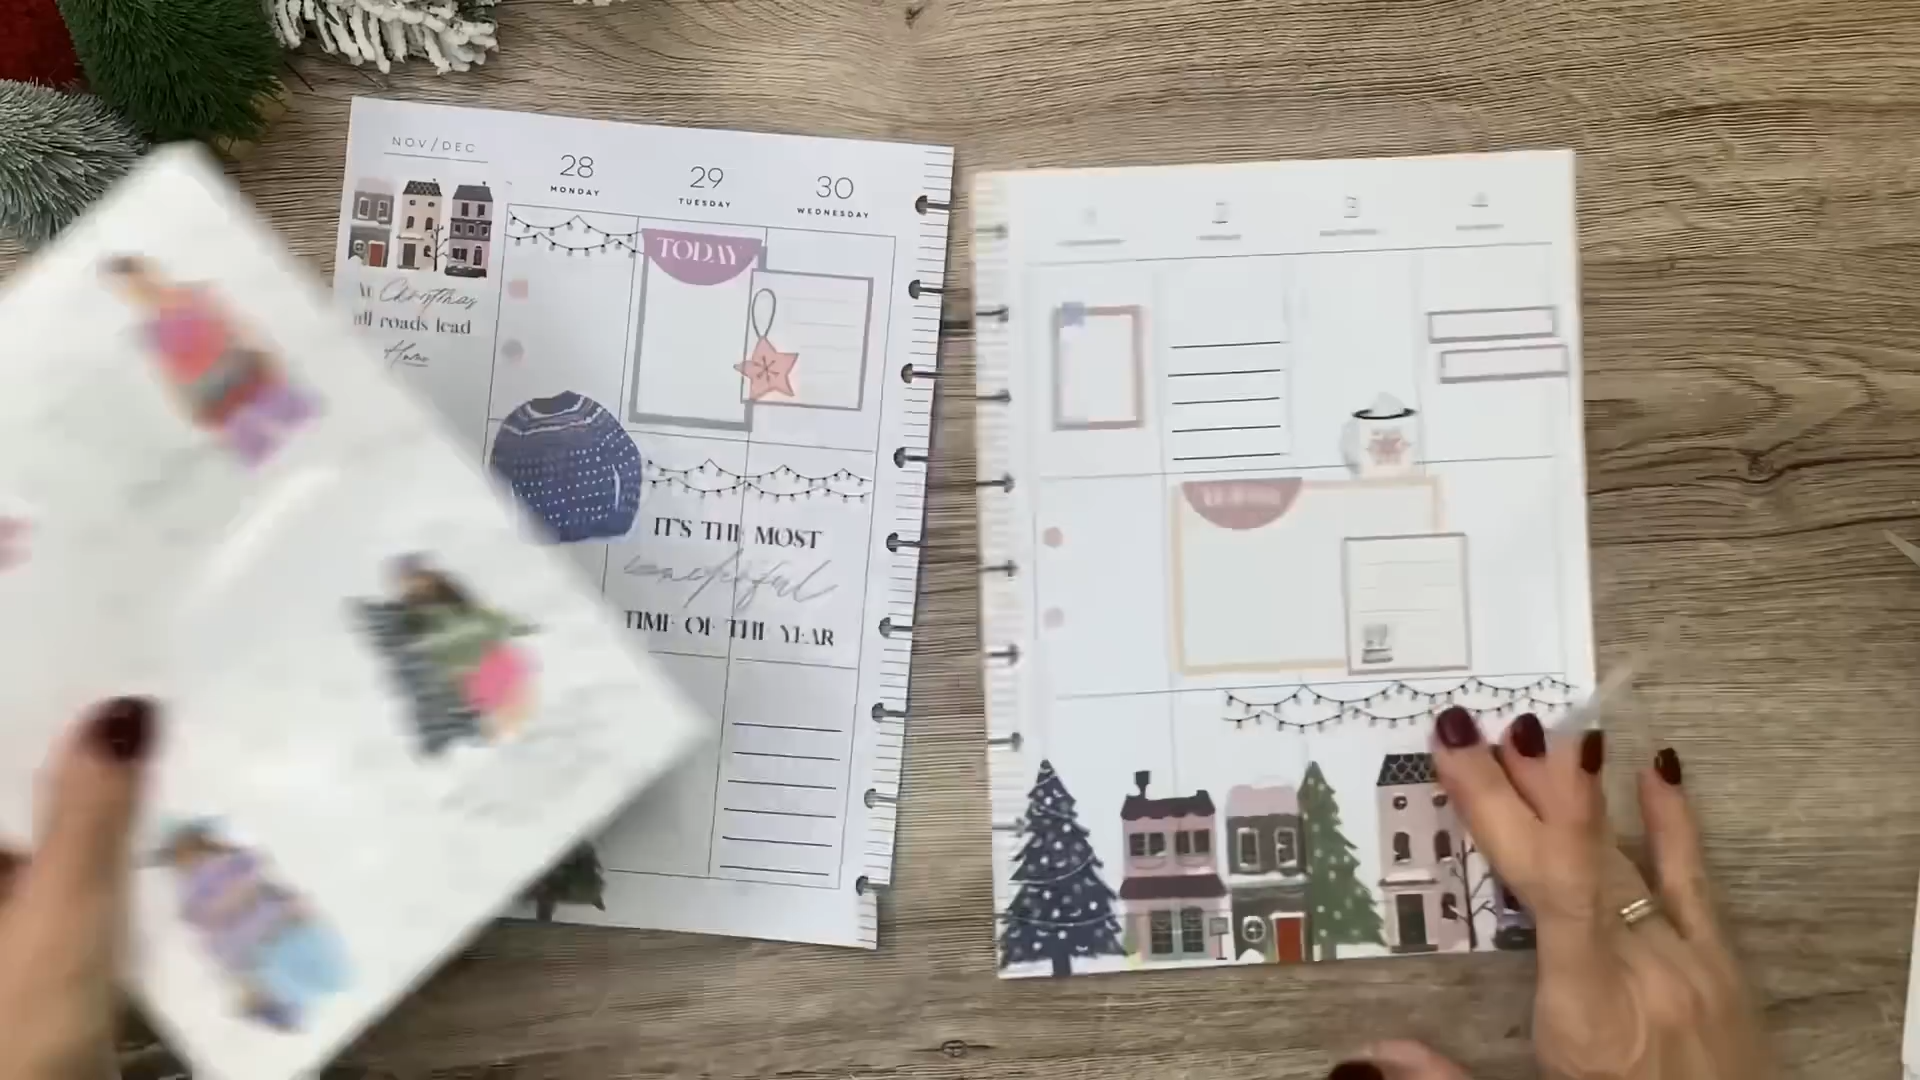 NOV/DEC
28
MONDAY
29
TUESDAY
30
WEDNESDAY
At Christmas
all roads lead
Home
TODAY
IT'S THE MOST
wonderful
TIME OF THE YEAR